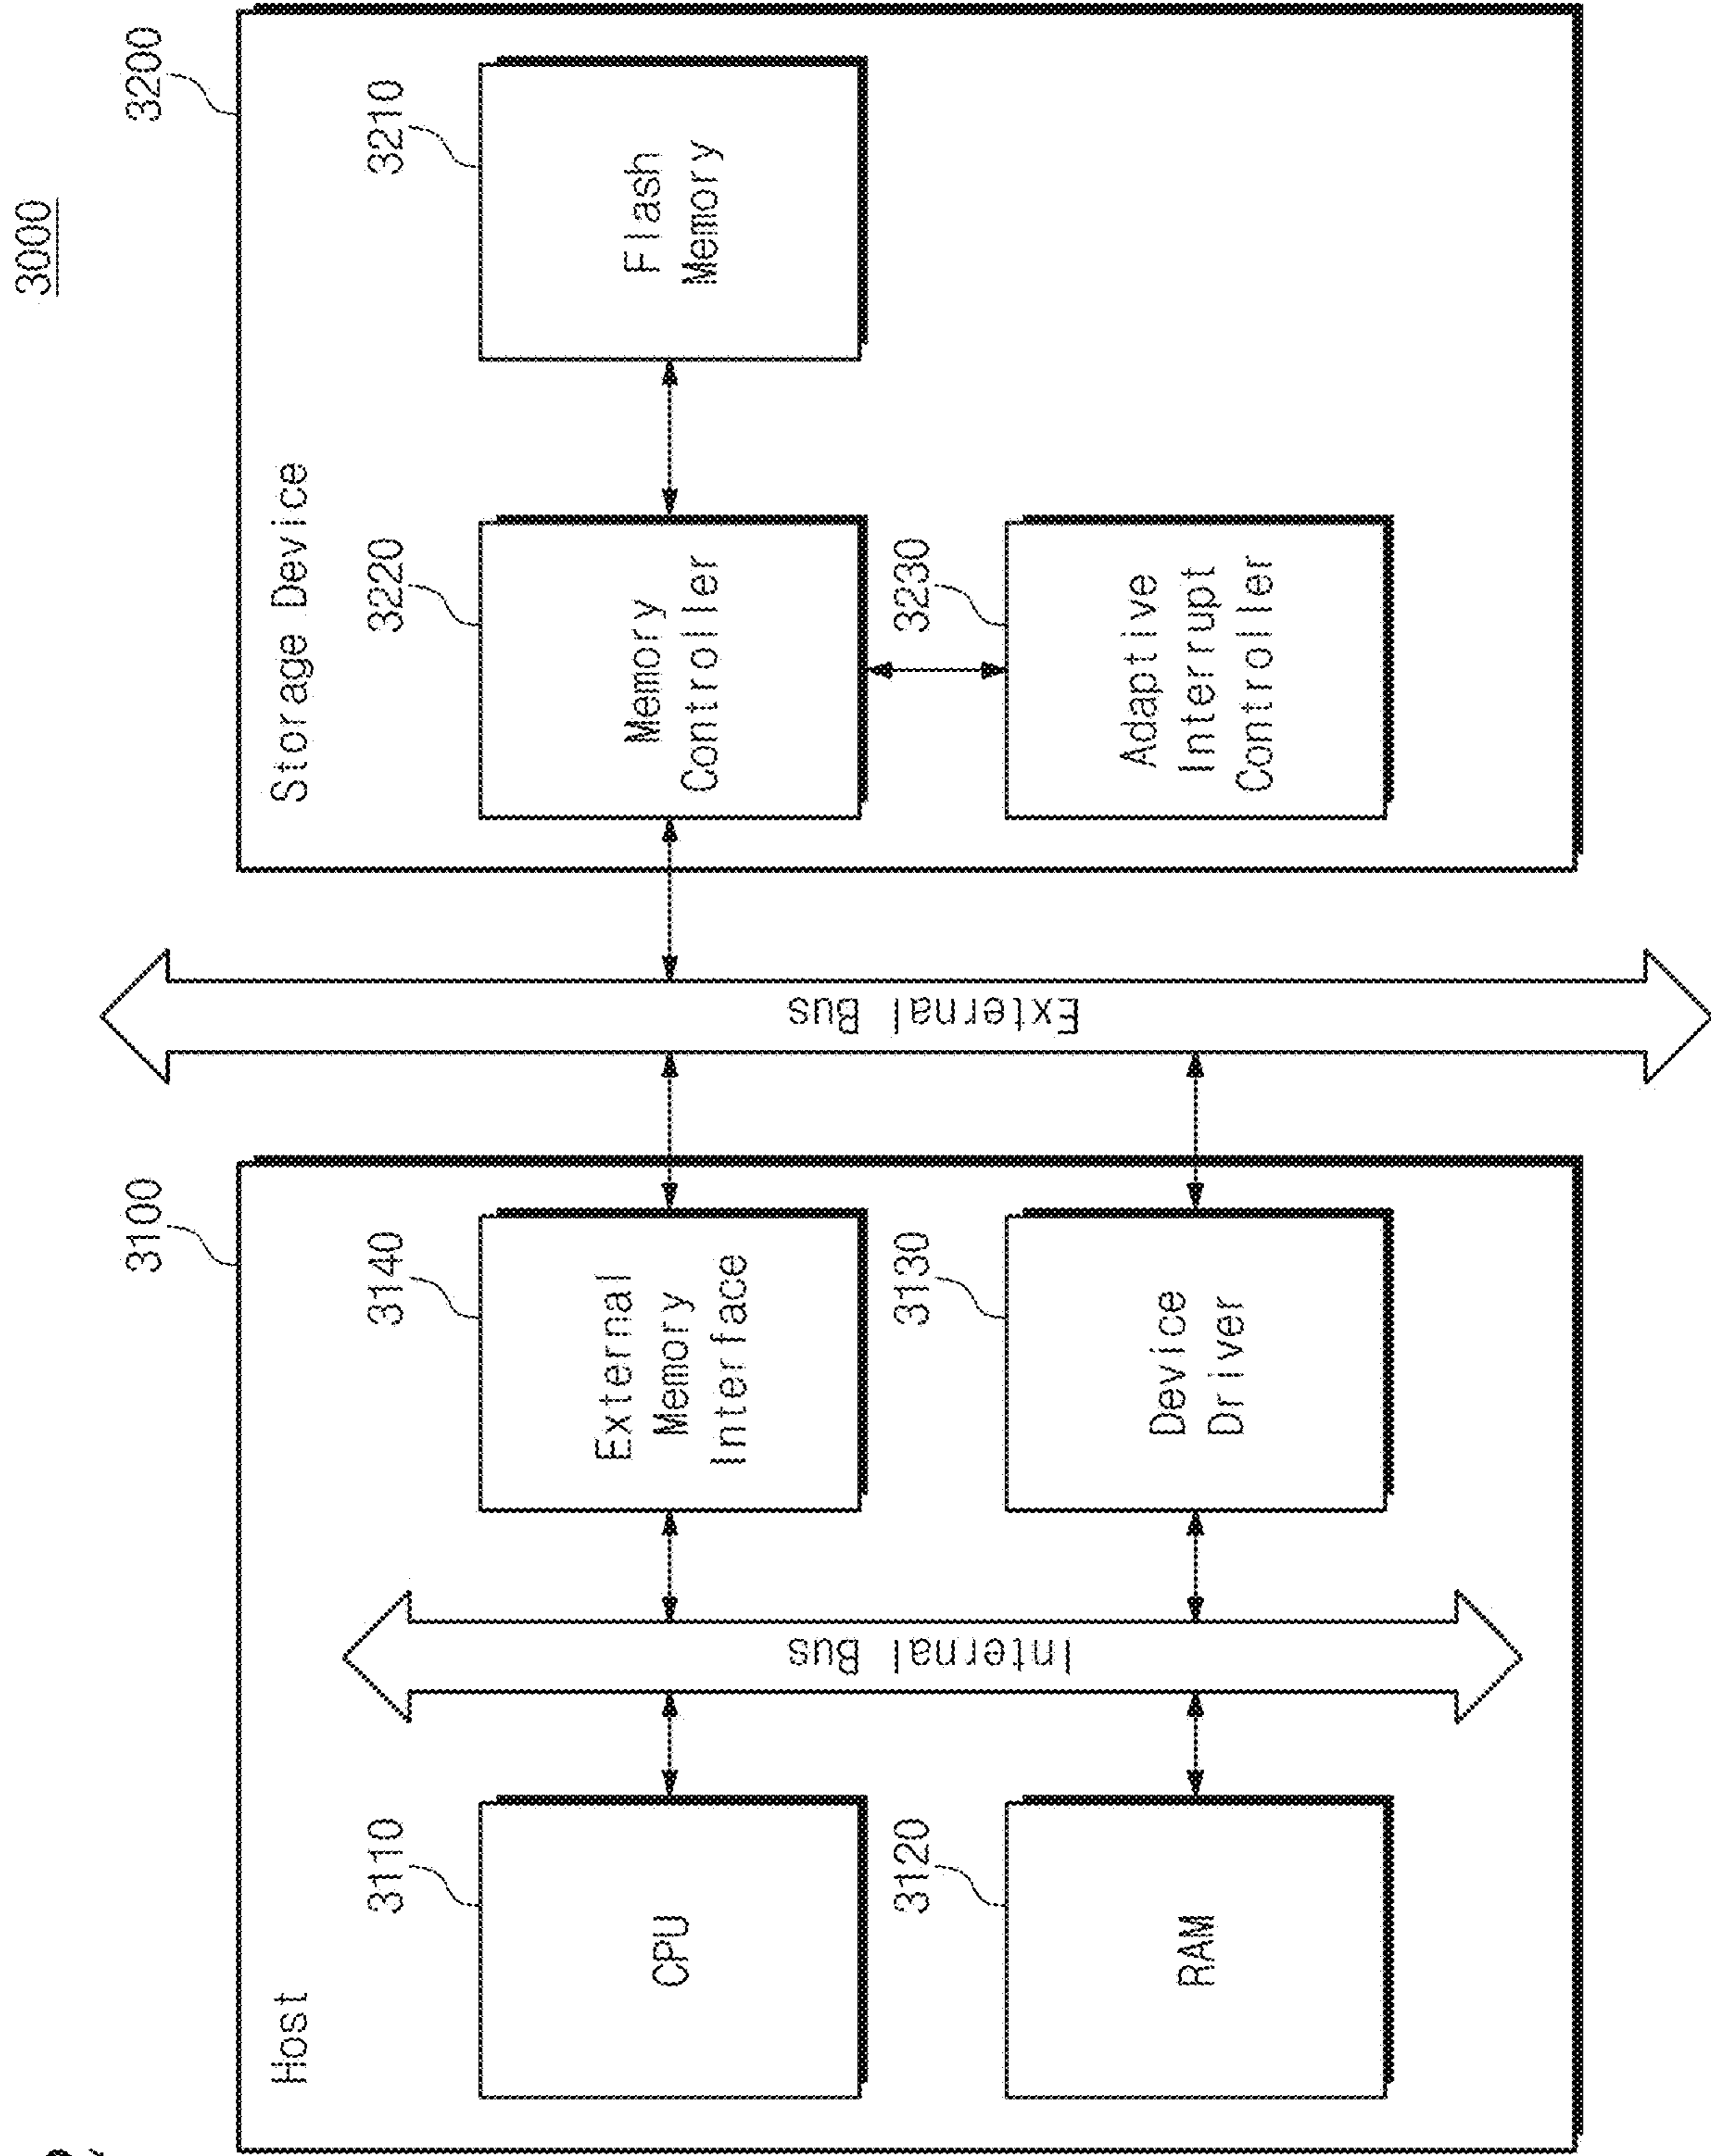 3000
3100
3200
Host
Storage Device
3110
CPU
3140
External
Memory
Interface
3220
Memory
Controller
3210
Flash
Memory
Internal Bus
External Bus
3120
RAM
3130
Device
Driver
3230
Adaptive
Interrupt
Controller